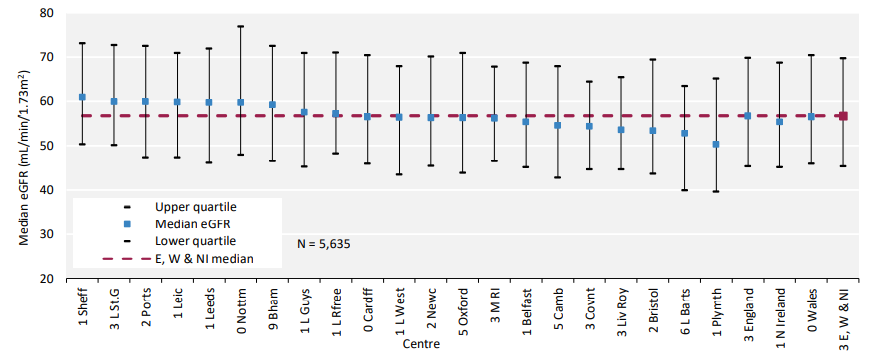 80
70
60
50
40
30
20
Median eGFR (mL/min/1.73m²)
Upper quartile
Median eGFR
Lower quartile
E, W & NI median
N = 5,635
1 Sheff
3 L St.G
2 Ports
1 Leic
1 Leeds
0 Nottm
9 Bham
1 L Guys
1 L Rfree
0 Cardff
1 L West
2 Newc
5 Oxford
3 M RI
1 Belfast
5 Camb
3 Covnt
3 Liv Roy
2 Bristol
6 L Barts
1 Plymth
3 England
1 N Ireland
0 Wales
3 E, W & NI
Centre